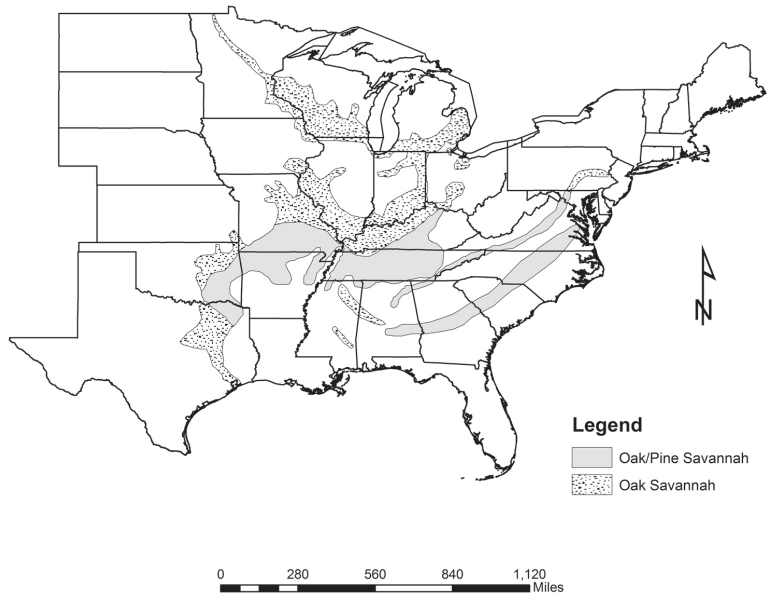 N
Legend
Oak/Pine Savannah
Oak Savannah
0 280 560 840 1,120
Miles